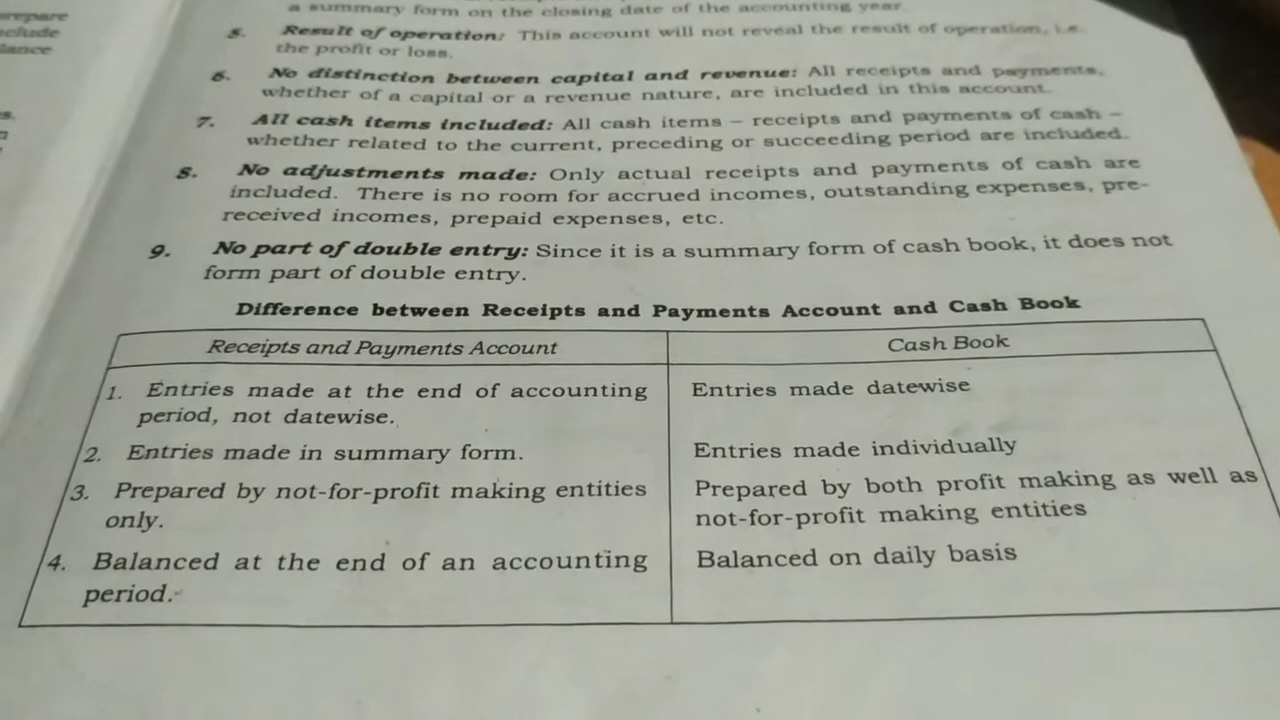 prepare
include
lance
s.
a summary form on the closing date of the accounting year.
5. Result of operation: This account will not reveal the result of operation, i.e.
the profit or loss.
6. No distinction between capital and revenue: All receipts and payments,
whether of a capital or a revenue nature, are included in this account.
7. All cash items included: All cash items – receipts and payments of cash –
whether related to the current, preceding or succeeding period are included.
8. No adjustments made: Only actual receipts and payments of cash are
included. There is no room for accrued incomes, outstanding expenses, pre-
received incomes, prepaid expenses, etc.
9. No part of double entry: Since it is a summary form of cash book, it does not
form part of double entry.
Difference between Receipts and Payments Account and Cash Book
Receipts and Payments Account
Cash Book
1. Entries made at the end of accounting
period, not datewise.
Entries made datewise
2. Entries made in summary form.
Entries made individually
3. Prepared by not-for-profit making entities
only.
Prepared by both profit making as well as
not-for-profit making entities
4. Balanced at the end of an accounting
period.
Balanced on daily basis